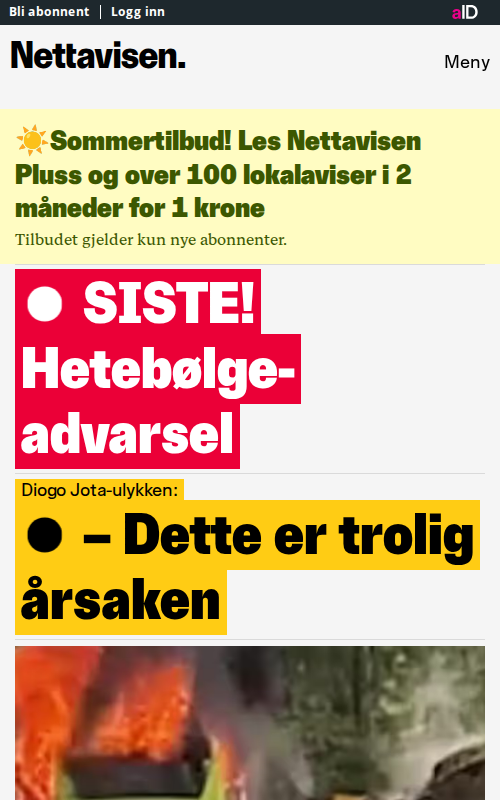 Bli abonnent | Logg inn
aID
Nettavisen.
Meny
☀️Sommertilbud! Les Nettavisen
Pluss og over 100 lokalaviser i 2
måneder for 1 krone
Tilbudet gjelder kun nye abonnenter.
SISTE!
Hetebølge-
advarsel
Diogo Jota-ulykken:
– Dette er trolig
årsaken